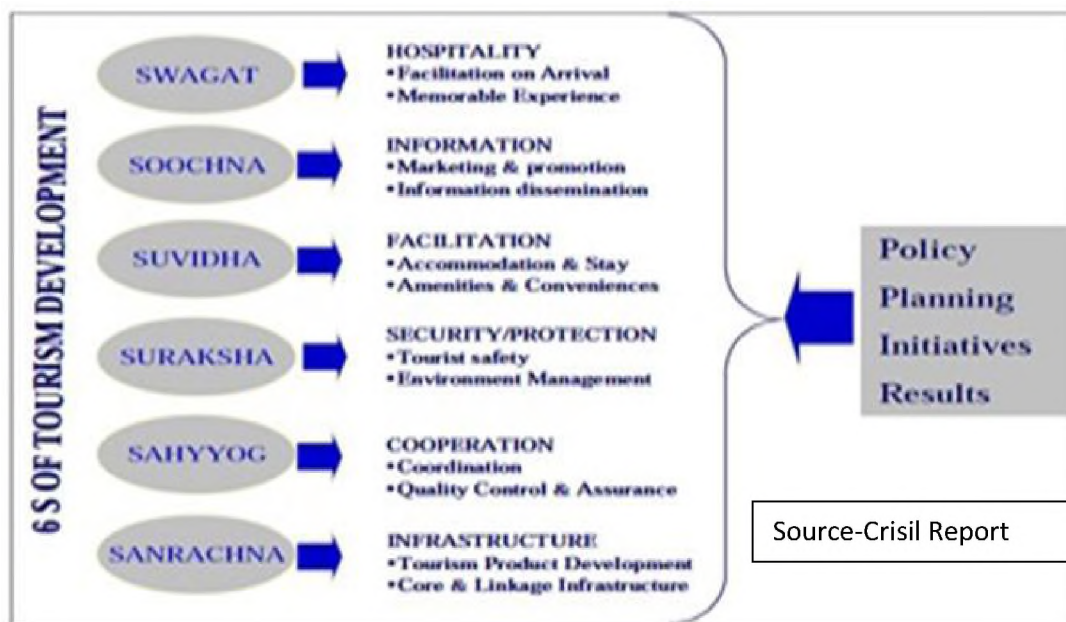 6 S OF TOURISM DEVELOPMENT
SWAGAT
HOSPITALITY
•Facilitation on Arrival
•Memorable Experience
SOOCHNA
INFORMATION
•Marketing & promotion
•Information dissemination
SUVIDHA
FACILITATION
•Accommodation & Stay
•Amenities & Conveniences
SURAKSHA
SECURITY/PROTECTION
•Tourist safety
•Environment Management
SAHYYOG
COOPERATION
•Coordination
•Quality Control & Assurance
SANRACHNA
INFRASTRUCTURE
•Tourism Product Development
•Core & Linkage Infrastructure
Policy
Planning
Initiatives
Results
Source-Crisil Report